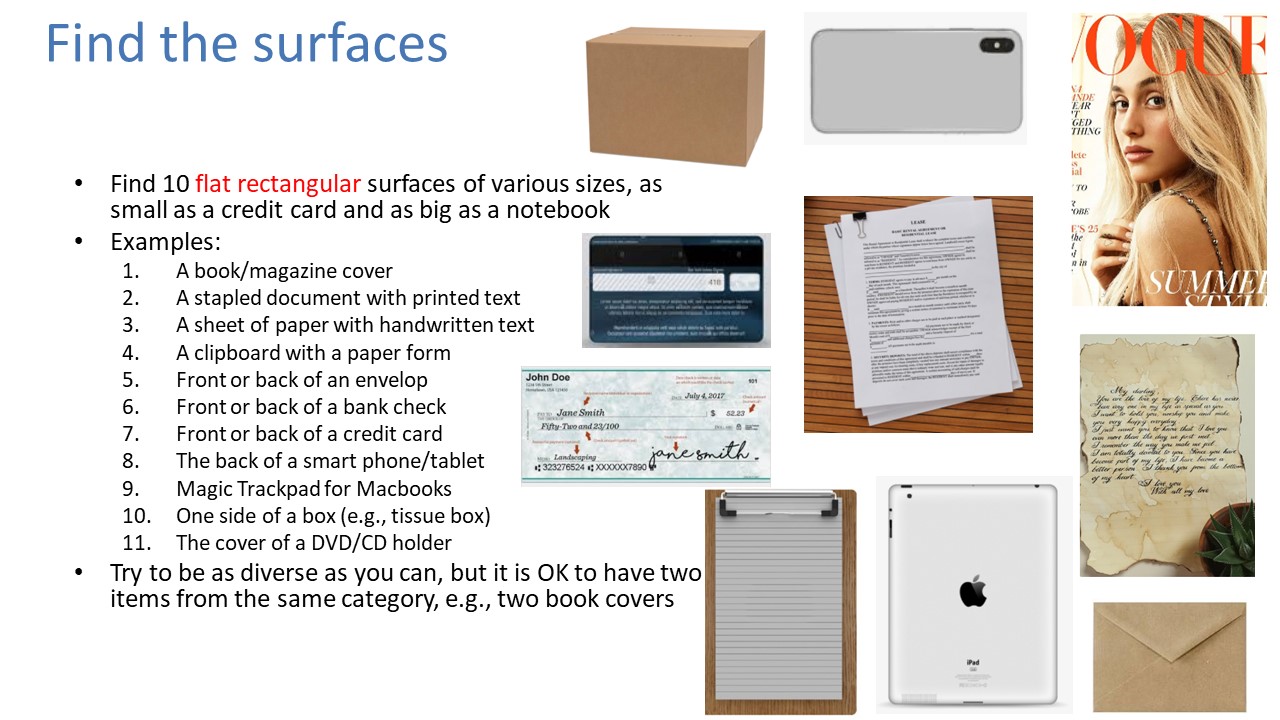 Find the surfaces
• Find 10 flat rectangular surfaces of various sizes, as
small as a credit card and as big as a notebook
• Examples:
1. A book/magazine cover
2. A stapled document with printed text
3. A sheet of paper with handwritten text
4. A clipboard with a paper form
5. Front or back of an envelop
6. Front or back of a bank check
7. Front or back of a credit card
8. The back of a smart phone/tablet
9. Magic Trackpad for Macbooks
10. One side of a box (e.g., tissue box)
11. The cover of a DVD/CD holder
• Try to be as diverse as you can, but it is OK to have two
items from the same category, e.g., two book covers
VOGUE
SUMMER
STYLE
418
John Doe
101
July 4, 2017
Jane Smith
$ 52.23
Fifty-Two and 23/100
Landscaping
jane smith
323276524 XXXXXX7890
LEASE
My darling,
You are the love of my life.
I love you
With all my love
iPad